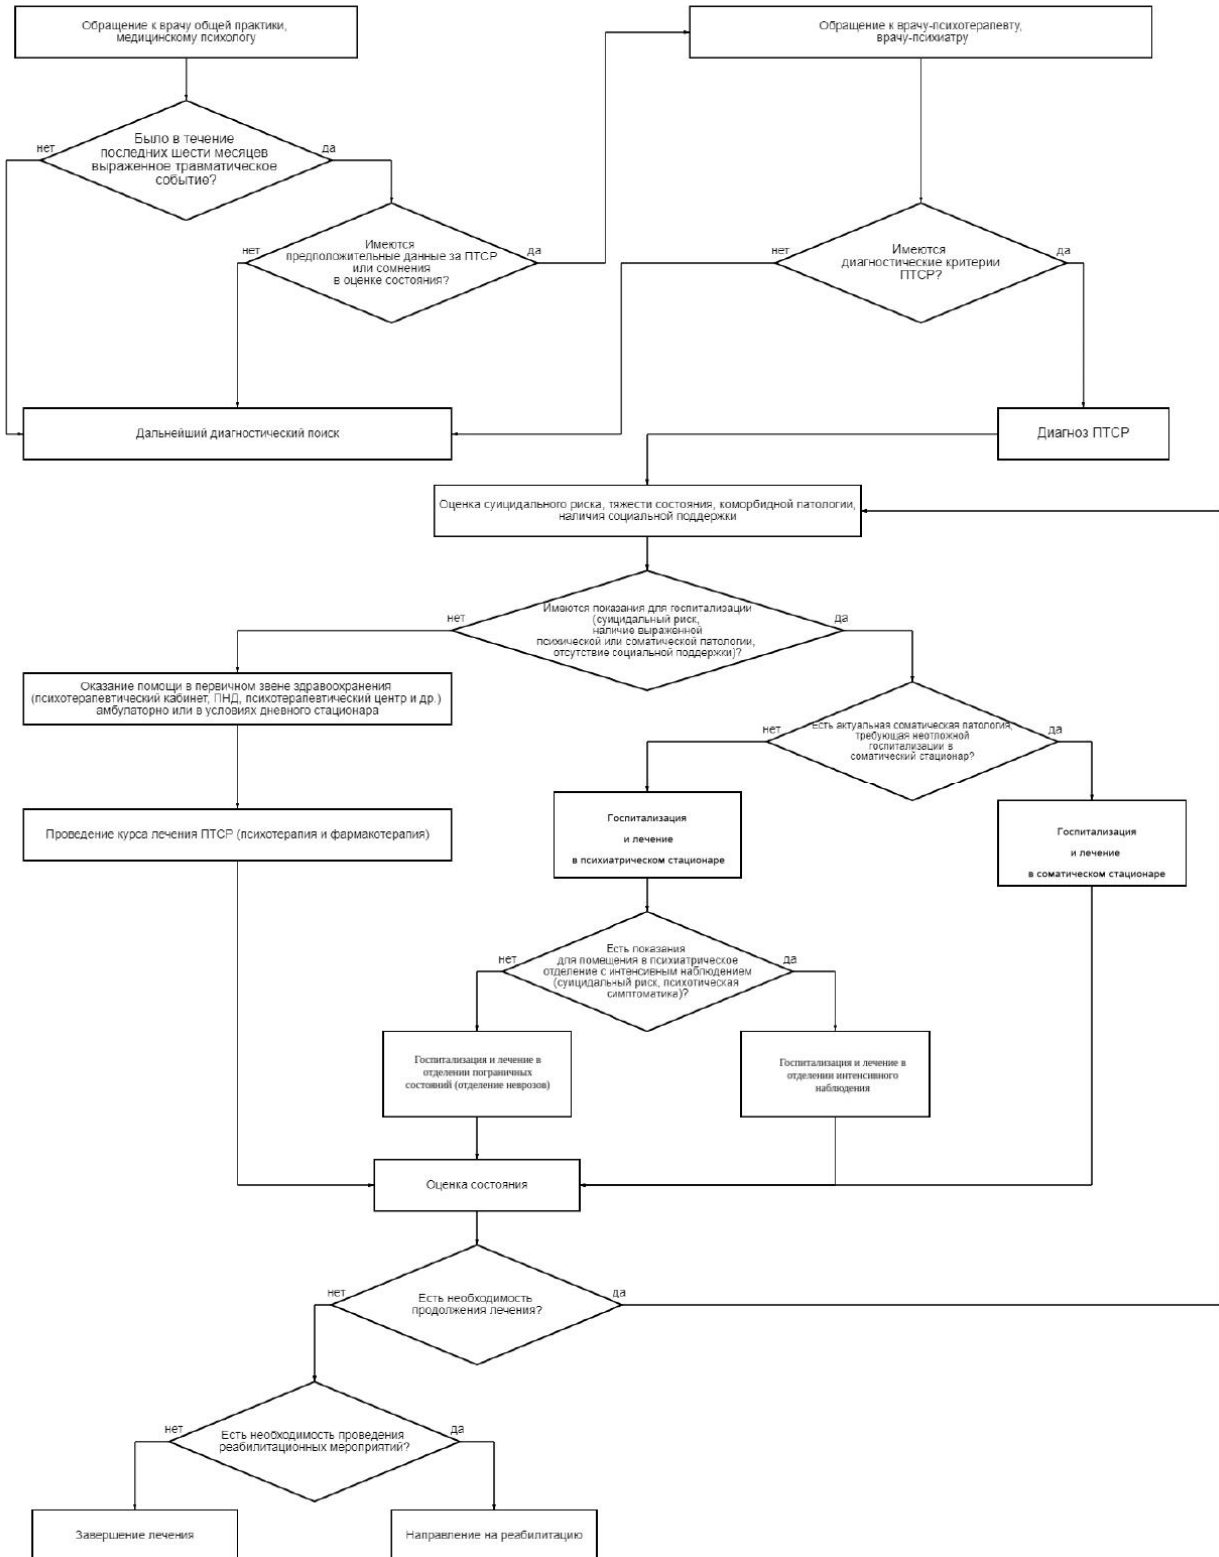 Обращение к врачу общей практики,
медицинскому психологу
Обращение к врачу-психотерапевту,
врачу-психиатру
нет
Было в течение
последних шести месяцев
выраженное травматическое
событие?
да
нет
Имеются
предположительные данные за ПТСР
или сомнения
в оценке состояния?
да
нет
Имеются
диагностические критерии
ПТСР?
да
Дальнейший диагностический поиск
Диагноз ПТСР
Оценка суицидального риска, тяжести состояния, коморбидной патологии,
наличия социальной поддержки
нет
Имеются показания для госпитализации
(суицидальный риск,
наличие выраженной
психической или соматической патологии,
отсутствие социальной поддержки)?
да
Оказание помощи в первичном звене здравоохранения
(психотерапевтический кабинет, ПНД, психотерапевтический центр и др.)
амбулаторно или в условиях дневного стационара
нет
Есть актуальная соматическая патология,
требующая неотложной
госпитализации в
соматический стационар?
да
Проведение курса лечения ПТСР (психотерапия и фармакотерапия)
Госпитализация
и лечение
в психиатрическом стационаре
Госпитализация
и лечение
в соматическом стационаре
нет
Есть показания
для помещения в психиатрическое
отделение с интенсивным наблюдением
(суицидальный риск, психотическая
симптоматика)?
да
Госпитализация и лечение в
отделении пограничных
состояний (отделение неврозов)
Госпитализация и лечение в
отделении интенсивного
наблюдения
Оценка состояния
нет
Есть необходимость
продолжения лечения?
да
нет
Есть необходимость проведения
реабилитационных мероприятий?
да
Завершение лечения
Направление на реабилитацию